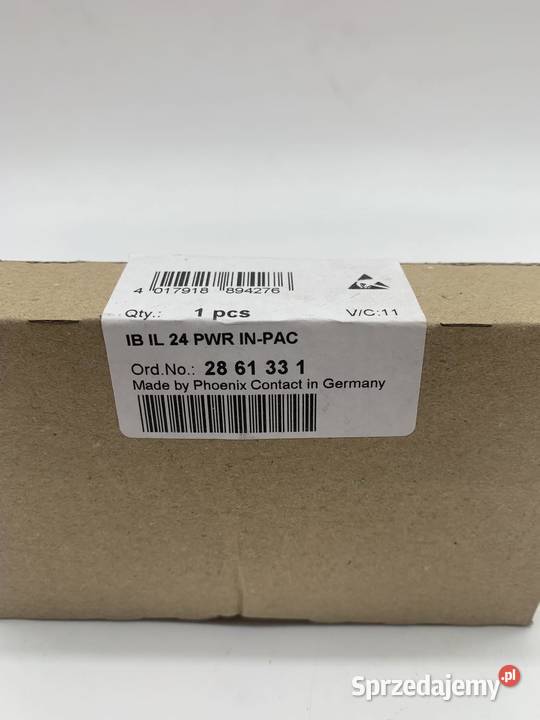 4 017918 894276
Qty.: 1 pcs V/C:11
IB IL 24 PWR IN-PAC
Ord.No.: 28 61 33 1
Made by Phoenix Contact in Germany
Sprzedajemy.pl